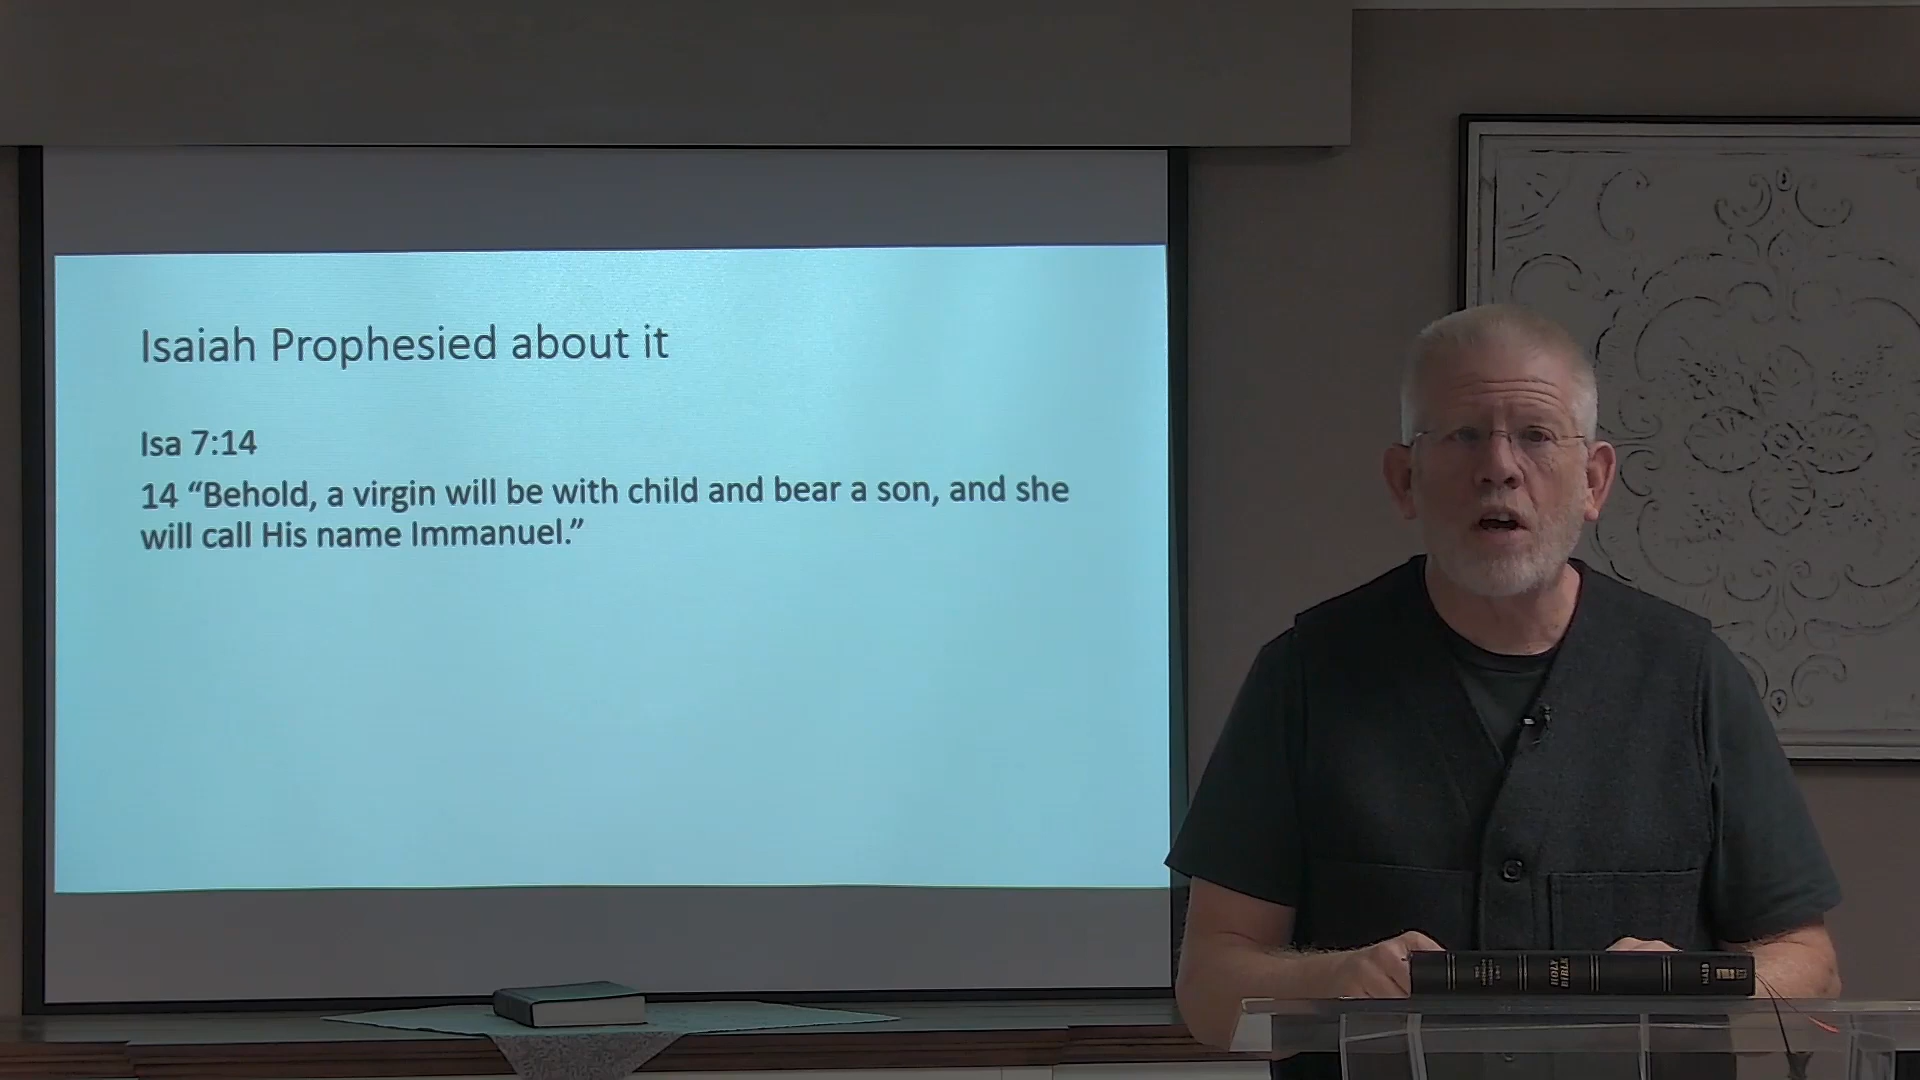 Isaiah Prophesied about it
Isa 7:14
14 “Behold, a virgin will be with child and bear a son, and she
will call His name Immanuel.”
HOLY
BIBLE